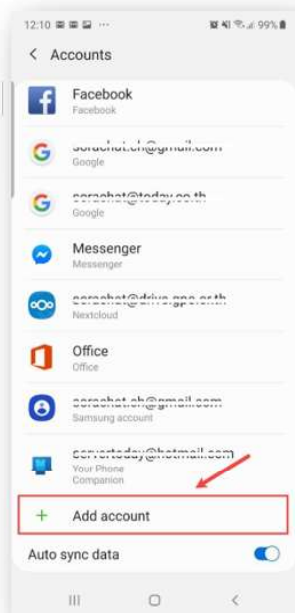 12:10
99%
Accounts
Facebook
Facebook
Google
Google
Messenger
Messenger
Nextcloud
Office
Office
Samsung account
Your Phone
Companion
Add account
Auto sync data